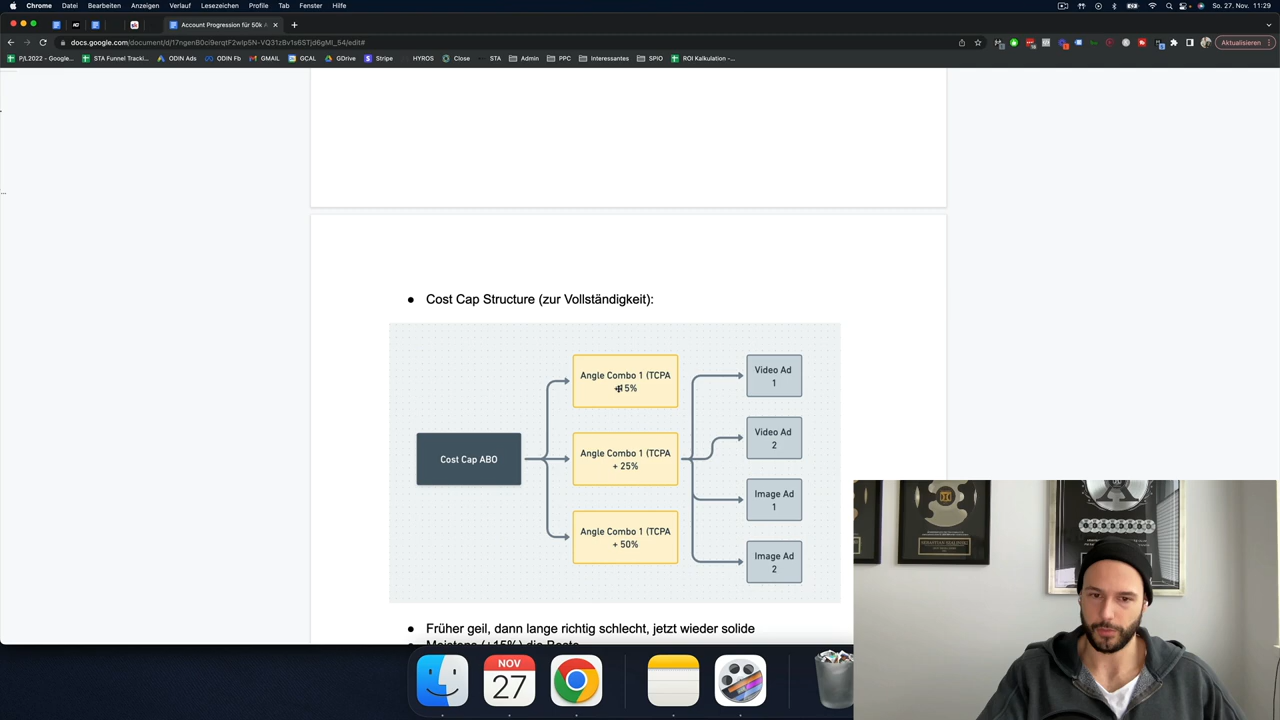 Chrome Datei Bearbeiten Anzeigen Verlauf Lesezeichen Profile Tab Fenster Hilfe
So. 27. Nov. 11:29
Account Progression für 50k
Aktualisieren
P/L2022 - Google... STA Funnel Tracki... ODIN Ads ODIN Fb GMAIL GCAL GDrive Stripe HYROS Close STA Admin PPC Interessantes SPIO ROI Kalkulation -...
Cost Cap Structure (zur Vollständigkeit):
Cost Cap ABO
Angle Combo 1 (TCPA
15%
Angle Combo 1 (TCPA
+ 25%
Angle Combo 1 (TCPA
+ 50%
Video Ad
1
Video Ad
2
Image Ad
1
Image Ad
2
Früher geil, dann lange richtig schlecht, jetzt wieder solide
NOV
27